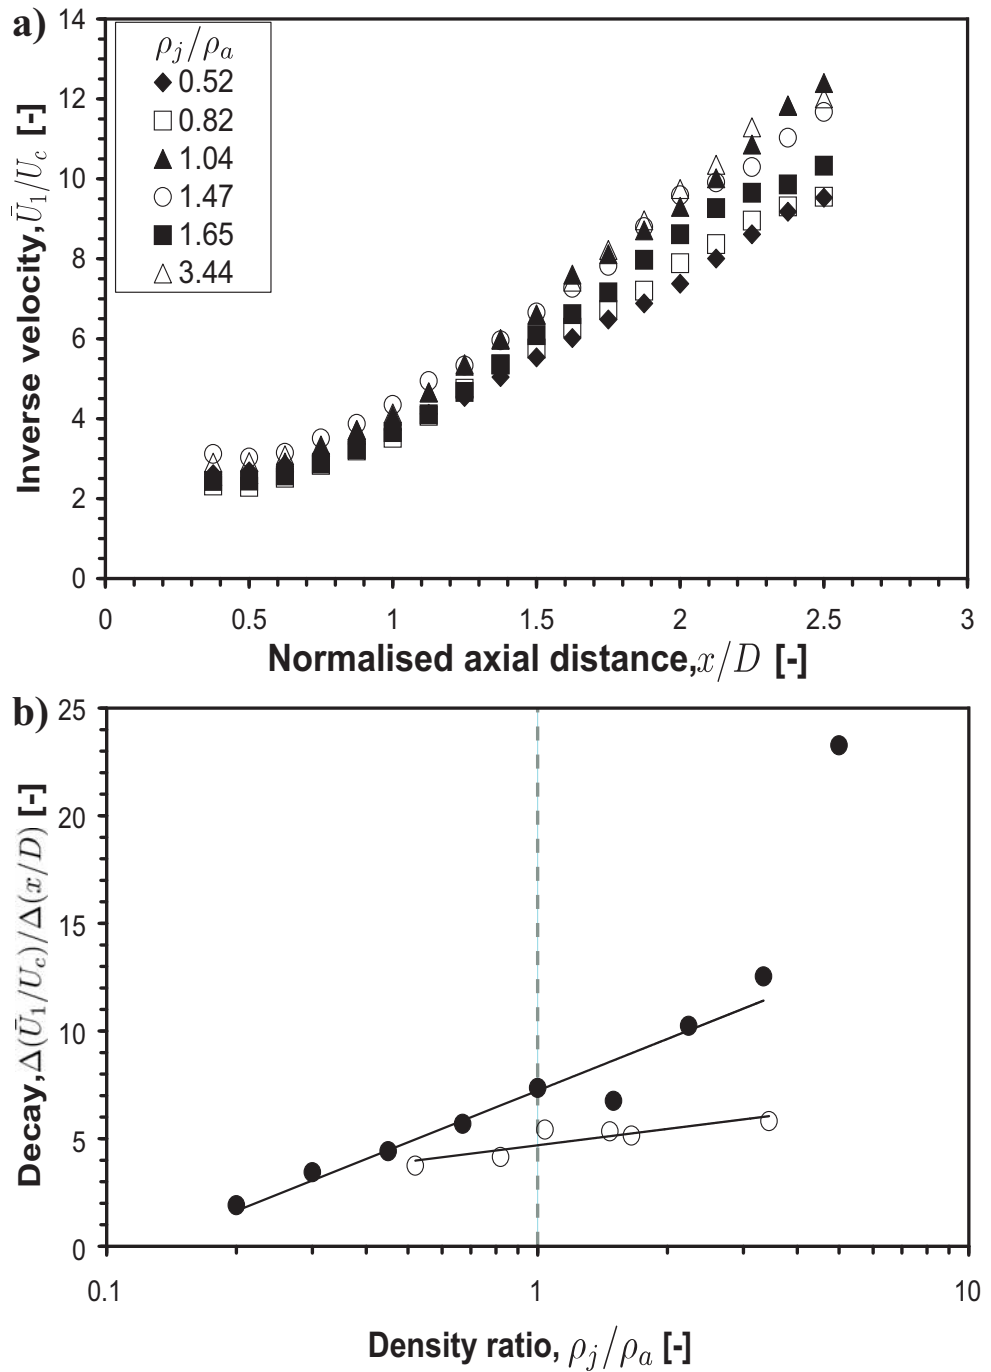 a)
14
12
10
8
6
4
2
0
ρj/ρa
◆ 0.52
□ 0.82
▲ 1.04
○ 1.47
■ 1.65
△ 3.44
Inverse velocity, Ū1/Uc [-]
0 0.5 1 1.5 2 2.5 3
Normalised axial distance, x/D [-]
b)
25
20
15
10
5
0
Decay, Δ(Ū1/Uc)/Δ(x/D) [-]
0.1 1 10
Density ratio, ρj/ρa [-]